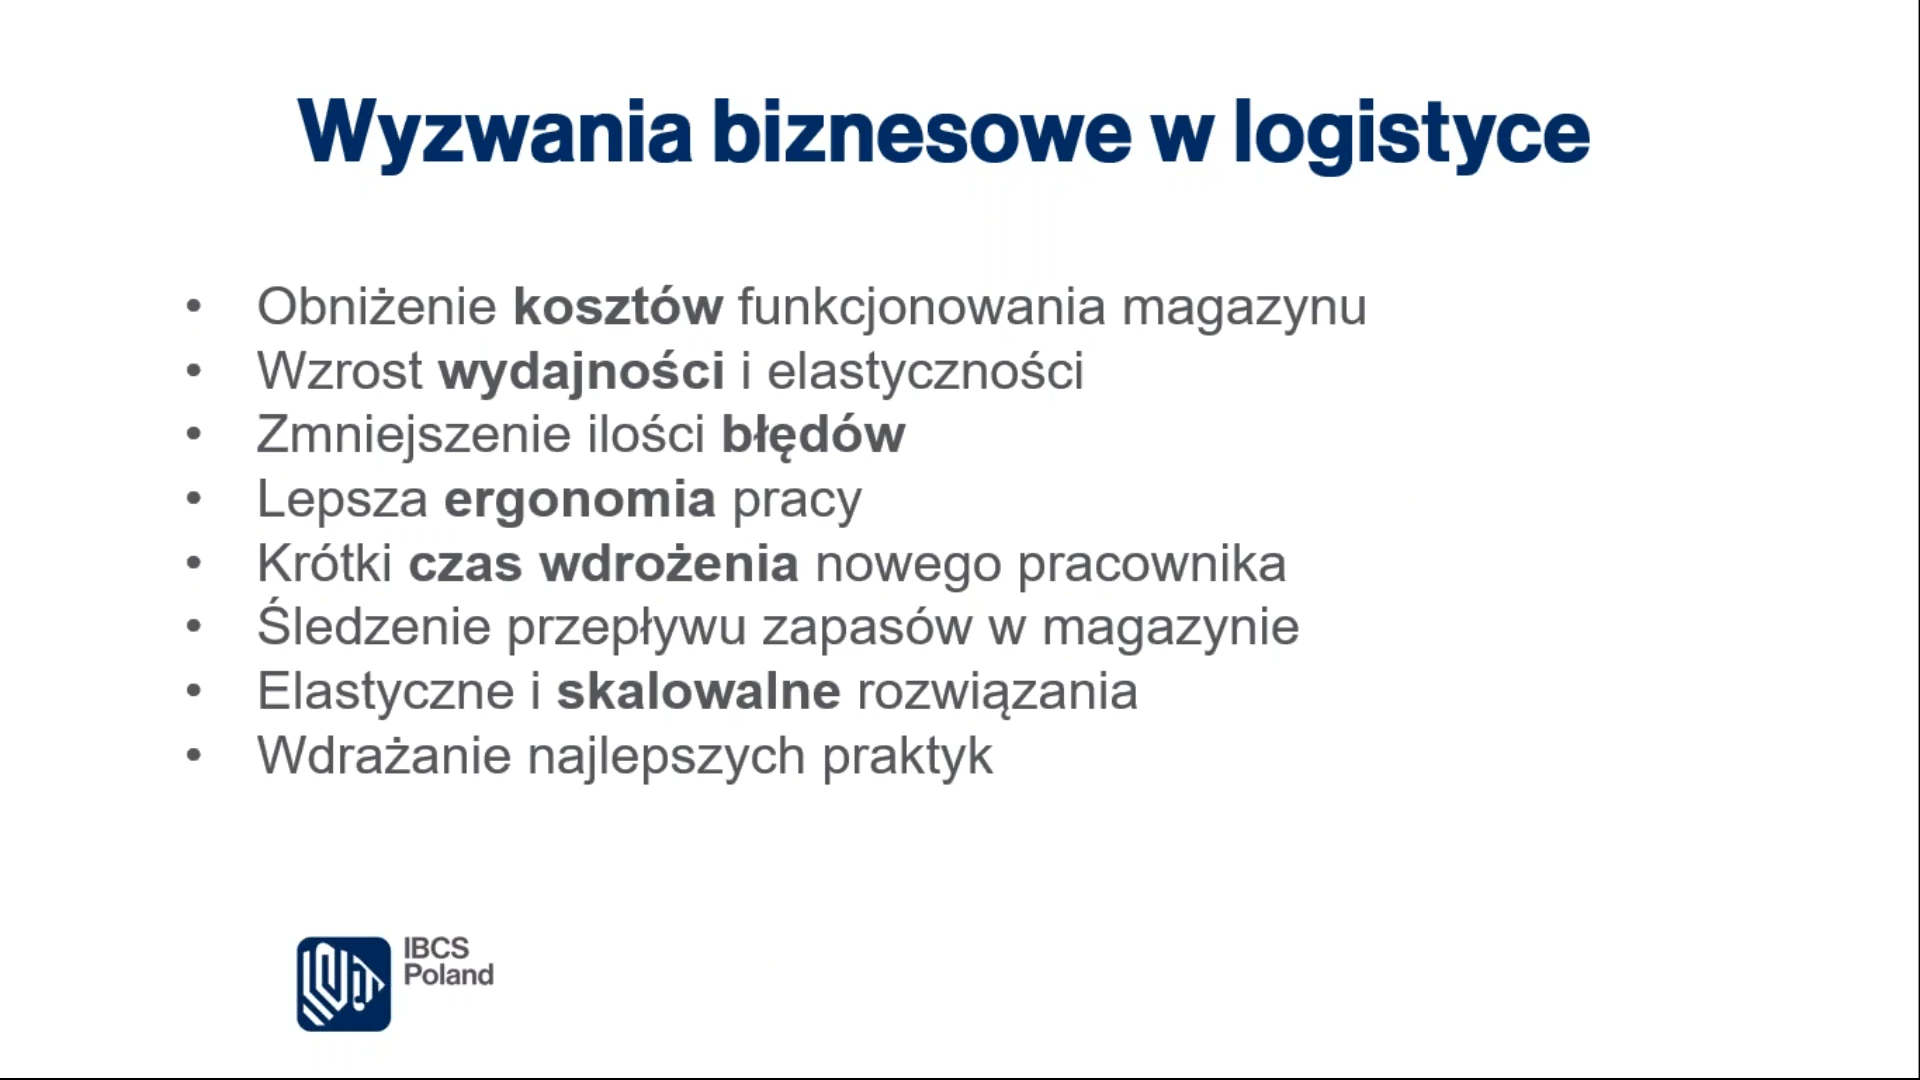 Wyzwania biznesowe w logistyce
• Obniżenie kosztów funkcjonowania magazynu
• Wzrost wydajności i elastyczności
• Zmniejszenie ilości błędów
• Lepsza ergonomia pracy
• Krótki czas wdrożenia nowego pracownika
• Śledzenie przepływu zapasów w magazynie
• Elastyczne i skalowalne rozwiązania
• Wdrażanie najlepszych praktyk
IBCS
Poland